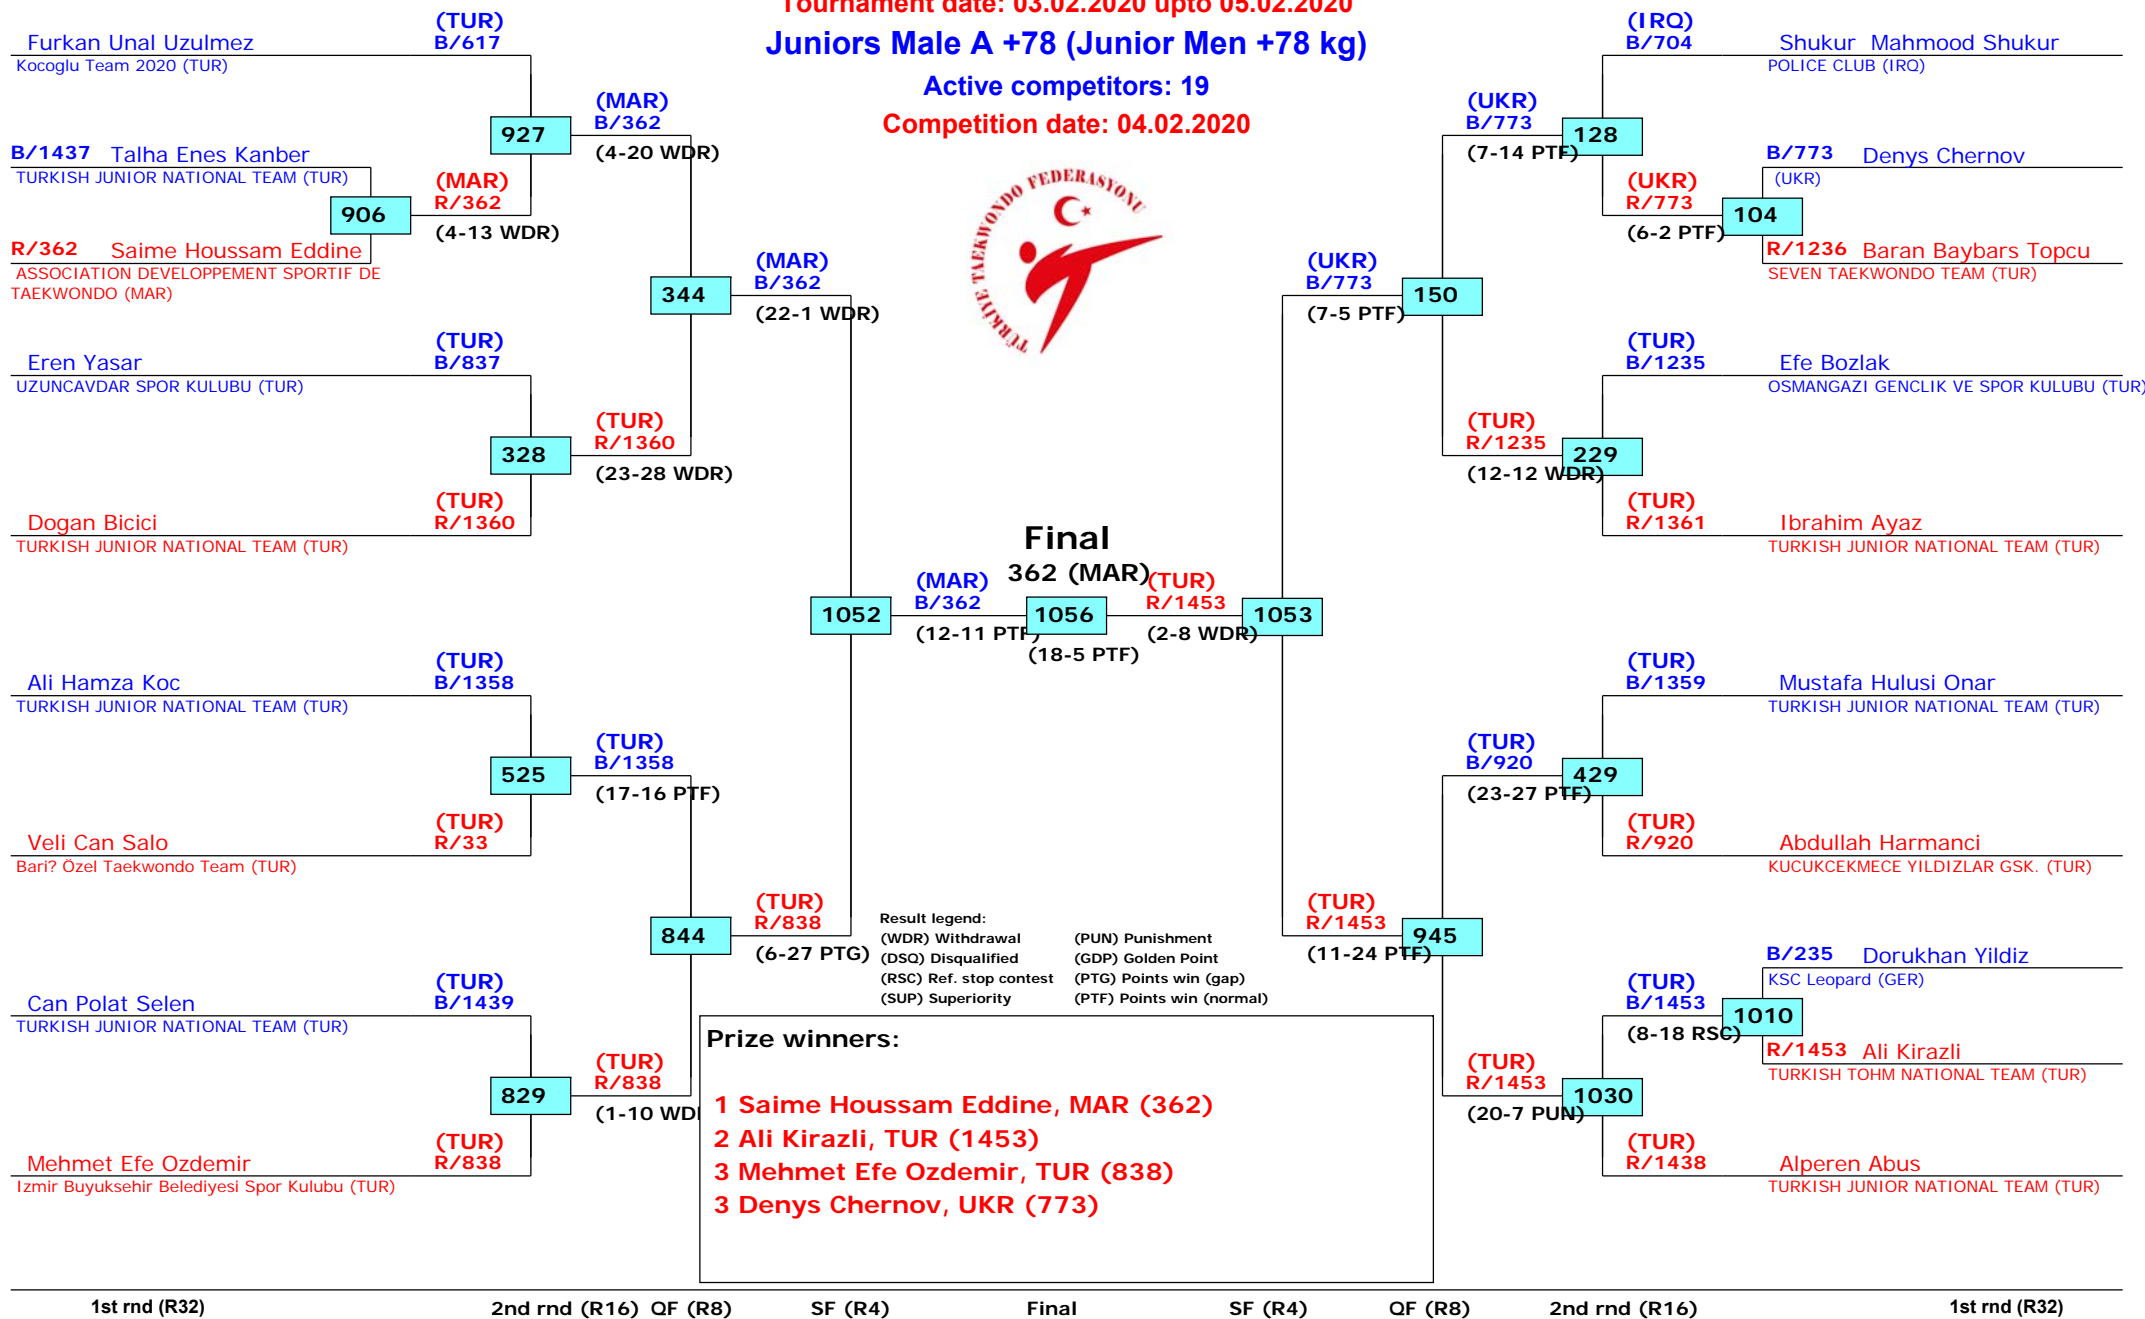 Tournament date: 03.02.2020 upto 05.02.2020
Juniors Male A +78 (Junior Men +78 kg)
Active competitors: 19
Competition date: 04.02.2020
TÜRKİYE TAEKWONDO FEDERASYONU
(TUR)
Furkan Unal Uzulmez B/617
Kocoglu Team 2020 (TUR)
927
(MAR)
B/362
(4-20 WDR)
B/1437 Talha Enes Kanber
TURKISH JUNIOR NATIONAL TEAM (TUR)
906
(MAR)
R/362
(4-13 WDR)
R/362 Saime Houssam Eddine
ASSOCIATION DEVELOPPEMENT SPORTIF DE
TAEKWONDO (MAR)
344
(MAR)
B/362
(22-1 WDR)
(TUR)
Eren Yasar B/837
UZUNCAVDAR SPOR KULUBU (TUR)
328
(TUR)
R/1360
(23-28 WDR)
(TUR)
Dogan Bicici R/1360
TURKISH JUNIOR NATIONAL TEAM (TUR)
1052
(MAR)
B/362
(12-11 PTF)
(TUR)
Ali Hamza Koc B/1358
TURKISH JUNIOR NATIONAL TEAM (TUR)
525
(TUR)
B/1358
(17-16 PTF)
(TUR)
Veli Can Salo R/33
Bari? Özel Taekwondo Team (TUR)
844
(TUR)
R/838
(6-27 PTG)
(TUR)
Can Polat Selen B/1439
TURKISH JUNIOR NATIONAL TEAM (TUR)
829
(TUR)
R/838
(1-10 WD
(TUR)
Mehmet Efe Ozdemir R/838
Izmir Buyuksehir Belediyesi Spor Kulubu (TUR)
Final
362 (MAR)
1056
(18-5 PTF)
(TUR)
R/1453
(2-8 WDR)
1053
(IRQ)
B/704 Shukur Mahmood Shukur
POLICE CLUB (IRQ)
(UKR)
B/773
(7-14 PTF)
128
B/773 Denys Chernov
(UKR)
(UKR)
R/773
(6-2 PTF)
104
R/1236 Baran Baybars Topcu
SEVEN TAEKWONDO TEAM (TUR)
(UKR)
B/773
(7-5 PTF)
150
(TUR)
B/1235 Efe Bozlak
OSMANGAZI GENCLIK VE SPOR KULUBU (TUR)
(TUR)
R/1235
(12-12 WDR)
229
(TUR)
R/1361 Ibrahim Ayaz
TURKISH JUNIOR NATIONAL TEAM (TUR)
(TUR)
B/1359 Mustafa Hulusi Onar
TURKISH JUNIOR NATIONAL TEAM (TUR)
(TUR)
B/920
(23-27 PTF)
429
(TUR)
R/920 Abdullah Harmanci
KUCUKCEKMECE YILDIZLAR GSK. (TUR)
(TUR)
R/1453
(11-24 PTF)
945
B/235 Dorukhan Yildiz
KSC Leopard (GER)
(TUR)
B/1453
(8-18 RSC)
1010
R/1453 Ali Kirazli
TURKISH TOHM NATIONAL TEAM (TUR)
(TUR)
R/1453
(20-7 PUN)
1030
(TUR)
R/1438 Alperen Abus
TURKISH JUNIOR NATIONAL TEAM (TUR)
Result legend:
(WDR) Withdrawal (PUN) Punishment
(DSQ) Disqualified (GDP) Golden Point
(RSC) Ref. stop contest (PTG) Points win (gap)
(SUP) Superiority (PTF) Points win (normal)
Prize winners:
1 Saime Houssam Eddine, MAR (362)
2 Ali Kirazli, TUR (1453)
3 Mehmet Efe Ozdemir, TUR (838)
3 Denys Chernov, UKR (773)
1st rnd (R32) 2nd rnd (R16) QF (R8) SF (R4) Final SF (R4) QF (R8) 2nd rnd (R16) 1st rnd (R32)